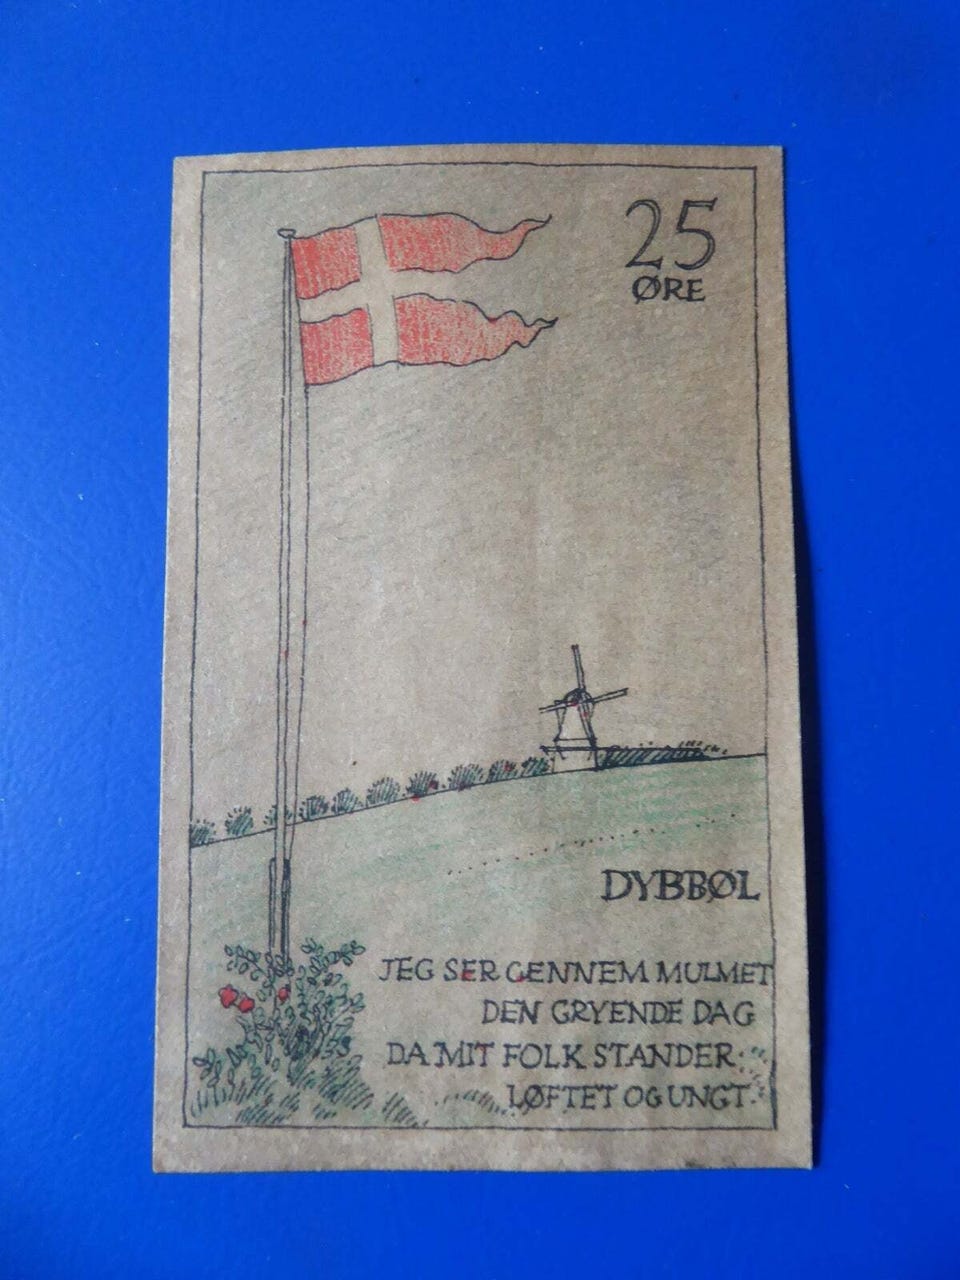 25
ØRE
DYBBØL
JEG SER GENNEM MULMET
DEN GRYENDE DAG
DA MIT FOLK STANDER
LØFTET OG UNGT.